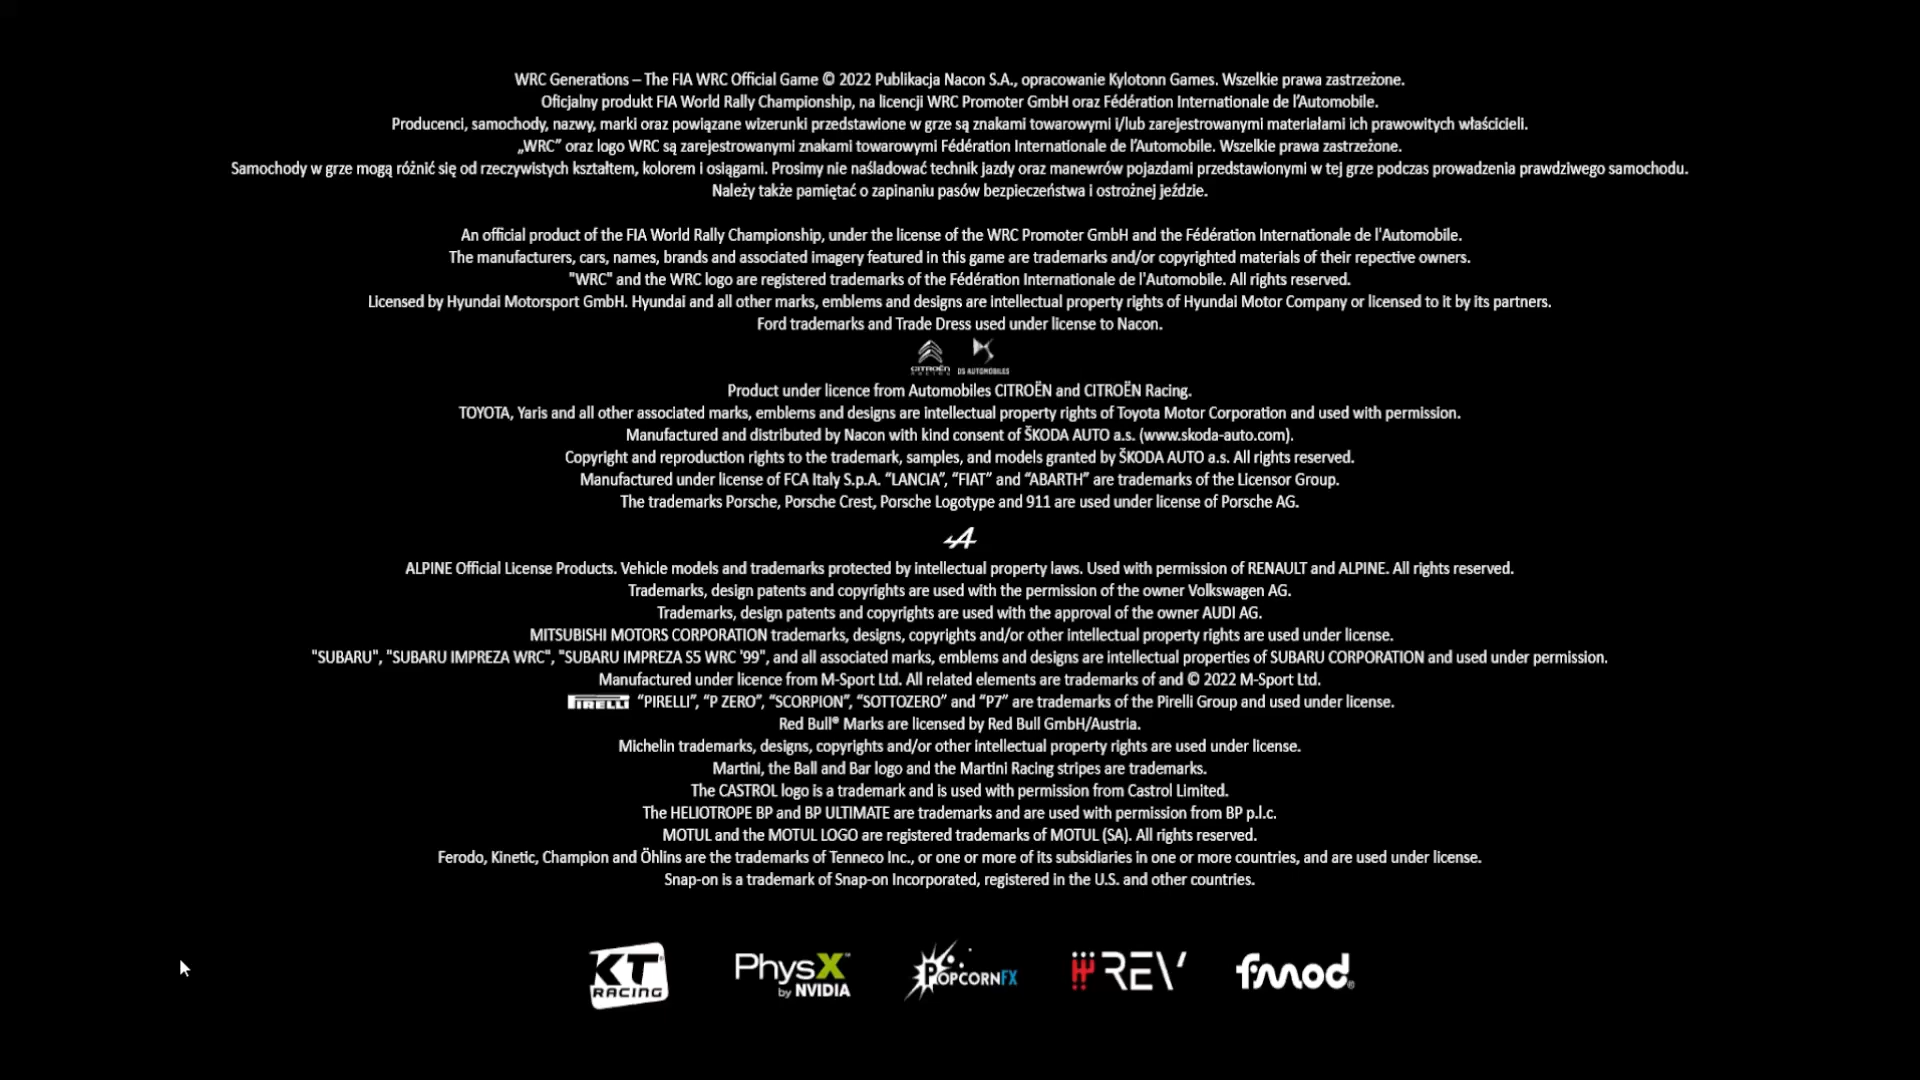 WRC Generations – The FIA WRC Official Game © 2022 Publikacja Nacon S.A., opracowanie Kylotonn Games. Wszelkie prawa zastrzeżone.
Oficjalny produkt FIA World Rally Championship, na licencji WRC Promoter GmbH oraz Fédération Internationale de l’Automobile.
Producenci, samochody, nazwy, marki oraz powiązane wizerunki przedstawione w grze są znakami towarowymi i/lub zarejestrowanymi materiałami ich prawowitych właścicieli.
„WRC” oraz logo WRC są zarejestrowanymi znakami towarowymi Fédération Internationale de l’Automobile. Wszelkie prawa zastrzeżone.
Samochody w grze mogą różnić się od rzeczywistych kształtem, kolorem i osiągami. Prosimy nie naśladować technik jazdy oraz manewrów pojazdami przedstawionymi w tej grze podczas prowadzenia prawdziwego samochodu.
Należy także pamiętać o zapinaniu pasów bezpieczeństwa i ostrożnej jeździe.
An official product of the FIA World Rally Championship, under the license of the WRC Promoter GmbH and the Fédération Internationale de l'Automobile.
The manufacturers, cars, names, brands and associated imagery featured in this game are trademarks and/or copyrighted materials of their repective owners.
"WRC" and the WRC logo are registered trademarks of the Fédération Internationale de l'Automobile. All rights reserved.
Licensed by Hyundai Motorsport GmbH. Hyundai and all other marks, emblems and designs are intellectual property rights of Hyundai Motor Company or licensed to it by its partners.
Ford trademarks and Trade Dress used under license to Nacon.
CITROËN RACING DS AUTOMOBILES
Product under licence from Automobiles CITROËN and CITROËN Racing.
TOYOTA, Yaris and all other associated marks, emblems and designs are intellectual property rights of Toyota Motor Corporation and used with permission.
Manufactured and distributed by Nacon with kind consent of ŠKODA AUTO a.s. (www.skoda-auto.com).
Copyright and reproduction rights to the trademark, samples, and models granted by ŠKODA AUTO a.s. All rights reserved.
Manufactured under license of FCA Italy S.p.A. “LANCIA”, “FIAT” and “ABARTH” are trademarks of the Licensor Group.
The trademarks Porsche, Porsche Crest, Porsche Logotype and 911 are used under license of Porsche AG.
ALPINE Official License Products. Vehicle models and trademarks protected by intellectual property laws. Used with permission of RENAULT and ALPINE. All rights reserved.
Trademarks, design patents and copyrights are used with the permission of the owner Volkswagen AG.
Trademarks, design patents and copyrights are used with the approval of the owner AUDI AG.
MITSUBISHI MOTORS CORPORATION trademarks, designs, copyrights and/or other intellectual property rights are used under license.
"SUBARU", "SUBARU IMPREZA WRC", "SUBARU IMPREZA S5 WRC '99", and all associated marks, emblems and designs are intellectual properties of SUBARU CORPORATION and used under permission.
Manufactured under licence from M-Sport Ltd. All related elements are trademarks of and © 2022 M-Sport Ltd.
PIRELLI “PIRELLI”, “P ZERO”, “SCORPION”, “SOTTOZERO” and “P7” are trademarks of the Pirelli Group and used under license.
Red Bull® Marks are licensed by Red Bull GmbH/Austria.
Michelin trademarks, designs, copyrights and/or other intellectual property rights are used under license.
Martini, the Ball and Bar logo and the Martini Racing stripes are trademarks.
The CASTROL logo is a trademark and is used with permission from Castrol Limited.
The HELIOTROPE BP and BP ULTIMATE are trademarks and are used with permission from BP p.l.c.
MOTUL and the MOTUL LOGO are registered trademarks of MOTUL (SA). All rights reserved.
Ferodo, Kinetic, Champion and Öhlins are the trademarks of Tenneco Inc., or one or more of its subsidiaries in one or more countries, and are used under license.
Snap-on is a trademark of Snap-on Incorporated, registered in the U.S. and other countries.
KT RACING PhysX™ by NVIDIA POPCORNFX REV fmod®